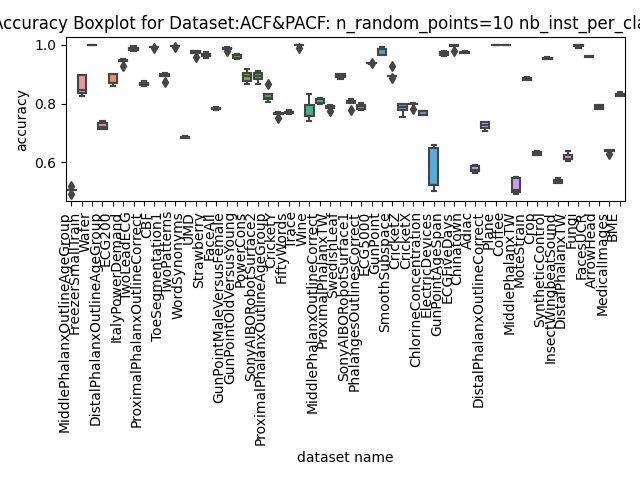 Accuracy Boxplot for Dataset:ACF&PACF: n_random_points=10 nb_inst_per_cla
accuracy
1.0
0.8
0.6
MiddlePhalanxOutlineAgeGroup
FreezerSmallTrain
Wafer
DistalPhalanxOutlineAgeGroup
ECG200
ItalyPowerDemand
TwoLeadECG
ProximalPhalanxOutlineCorrect
CBF
ToeSegmentation1
TwoPatterns
WordSynonyms
UMD
Strawberry
FaceAll
GunPointMaleVersusFemale
GunPointOldVersusYoung
PowerCons
SonyAIBORobotSurface2
ProximalPhalanxOutlineAgeGroup
CricketY
FiftyWords
Trace
Wine
MiddlePhalanxOutlineCorrect
ProximalPhalanxTW
SwedishLeaf
SonyAIBORobotSurface1
PhalangesOutlinesCorrect
ECG5000
GunPoint
SmoothSubspace
CricketZ
CricketX
ChlorineConcentration
ElectricDevices
GunPointAgeSpan
ECGFiveDays
Chinatown
Adiac
DistalPhalanxOutlineCorrect
Plane
Coffee
MiddlePhalanxTW
MoteStrain
Crop
SyntheticControl
InsectWingbeatSound
DistalPhalanxTW
Fungi
FacesUCR
ArrowHead
MedicalImages
BME
dataset name